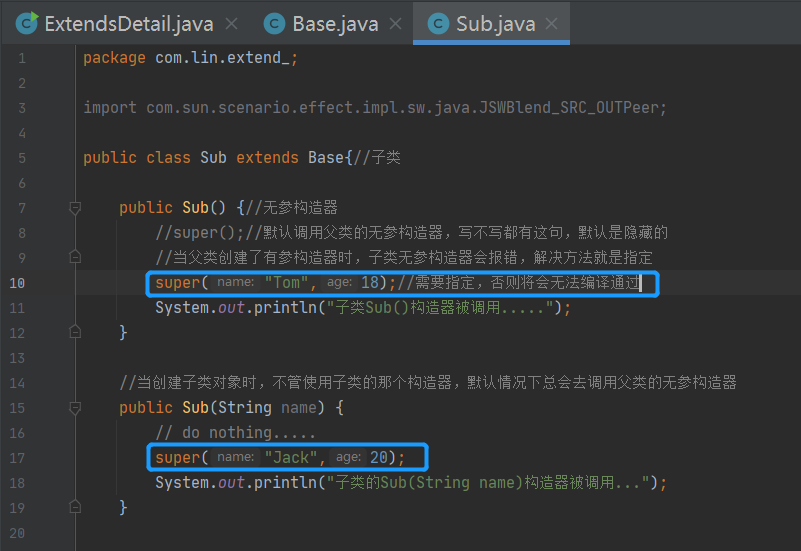 ExtendsDetail.java Base.java Sub.java
1 package com.lin.extend_;
2
3 import com.sun.scenario.effect.impl.sw.java.JSWBlend_SRC_OUTPeer;
4
5 public class Sub extends Base{//子类
6
7 public Sub() {//无参构造器
8 //super();//默认调用父类的无参构造器，写不写都有这句，默认是隐藏的
9 //当父类创建了有参构造器时，子类无参构造器会报错，解决方法就是指定
10 super( name: "Tom", age: 18);//需要指定，否则将会无法编译通过
11 System.out.println("子类Sub()构造器被调用.....");
12 }
13
14 //当创建子类对象时，不管使用子类的那个构造器，默认情况下总会去调用父类的无参构造器
15 public Sub(String name) {
16 // do nothing.....
17 super( name: "Jack", age: 20);
18 System.out.println("子类的Sub(String name)构造器被调用...");
19 }
20